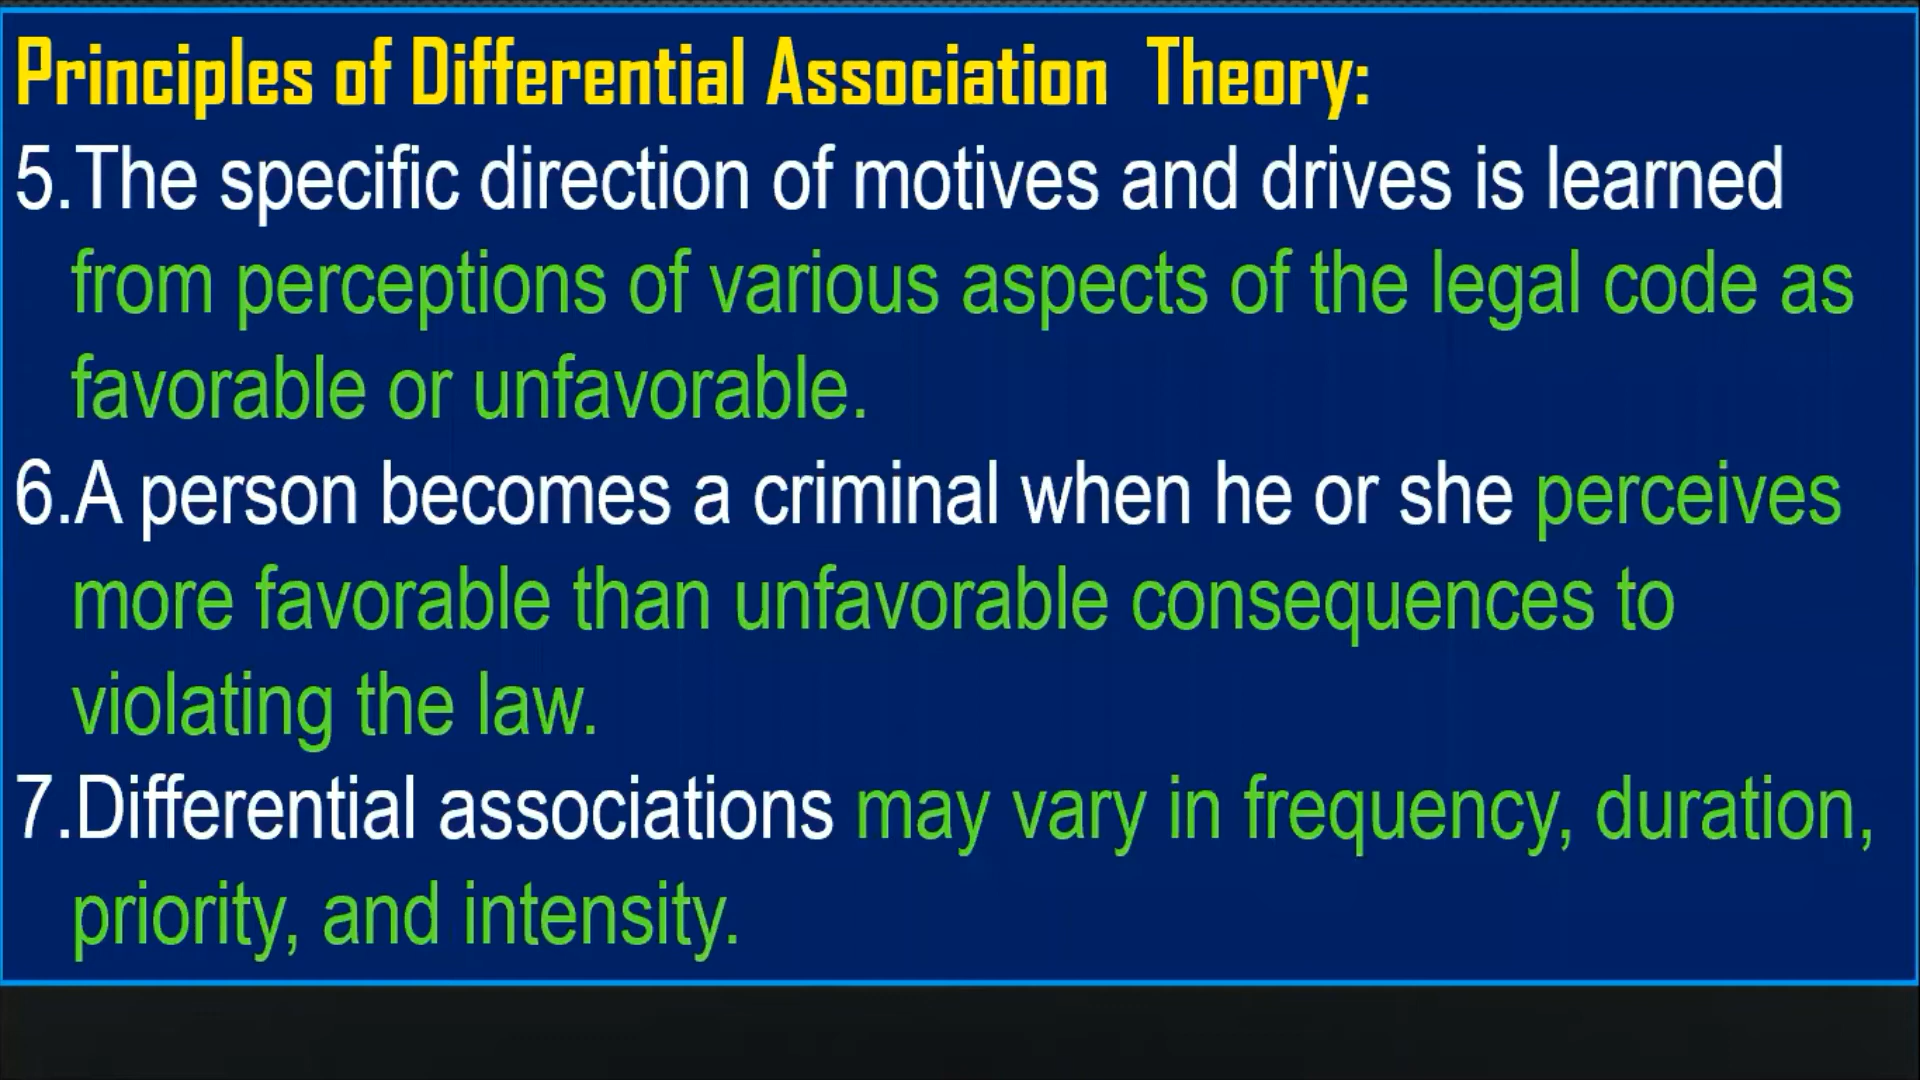 Principles of Differential Association Theory:
5.The specific direction of motives and drives is learned
from perceptions of various aspects of the legal code as
favorable or unfavorable.
6.A person becomes a criminal when he or she perceives
more favorable than unfavorable consequences to
violating the law.
7.Differential associations may vary in frequency, duration,
priority, and intensity.